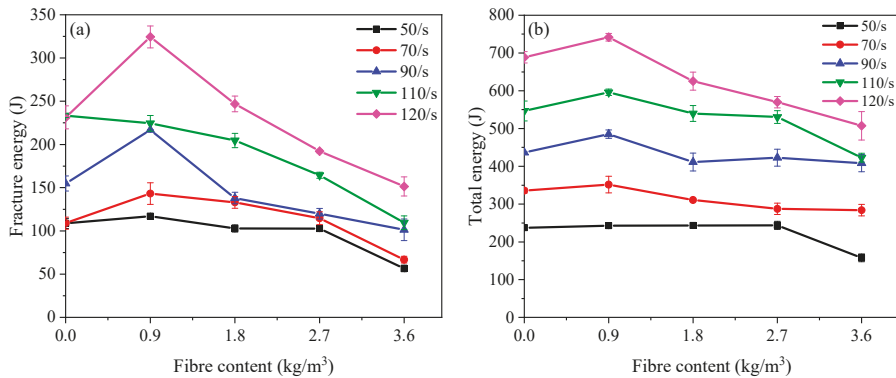 (a)
50/s
70/s
90/s
110/s
120/s
Fracture energy (J)
350
300
250
200
150
100
50
0
0.0 0.9 1.8 2.7 3.6
Fibre content (kg/m³)
(b)
50/s
70/s
90/s
110/s
120/s
Total energy (J)
800
700
600
500
400
300
200
100
0
0.0 0.9 1.8 2.7 3.6
Fibre content (kg/m³)